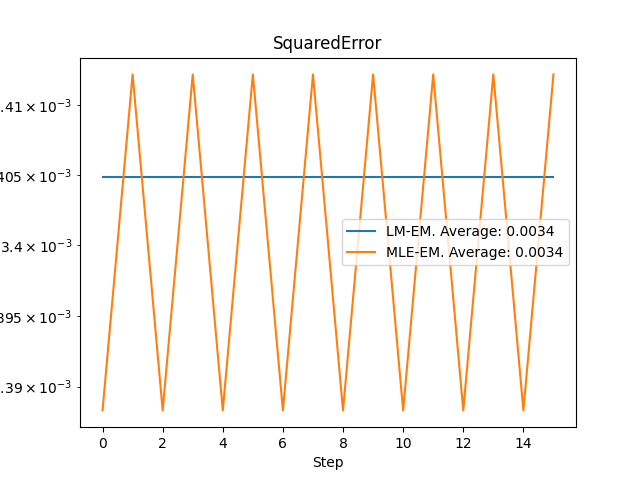 SquaredError
.41 × 10⁻³
405 × 10⁻³
3.4 × 10⁻³
395 × 10⁻³
.39 × 10⁻³
LM-EM. Average: 0.0034
MLE-EM. Average: 0.0034
0 2 4 6 8 10 12 14
Step